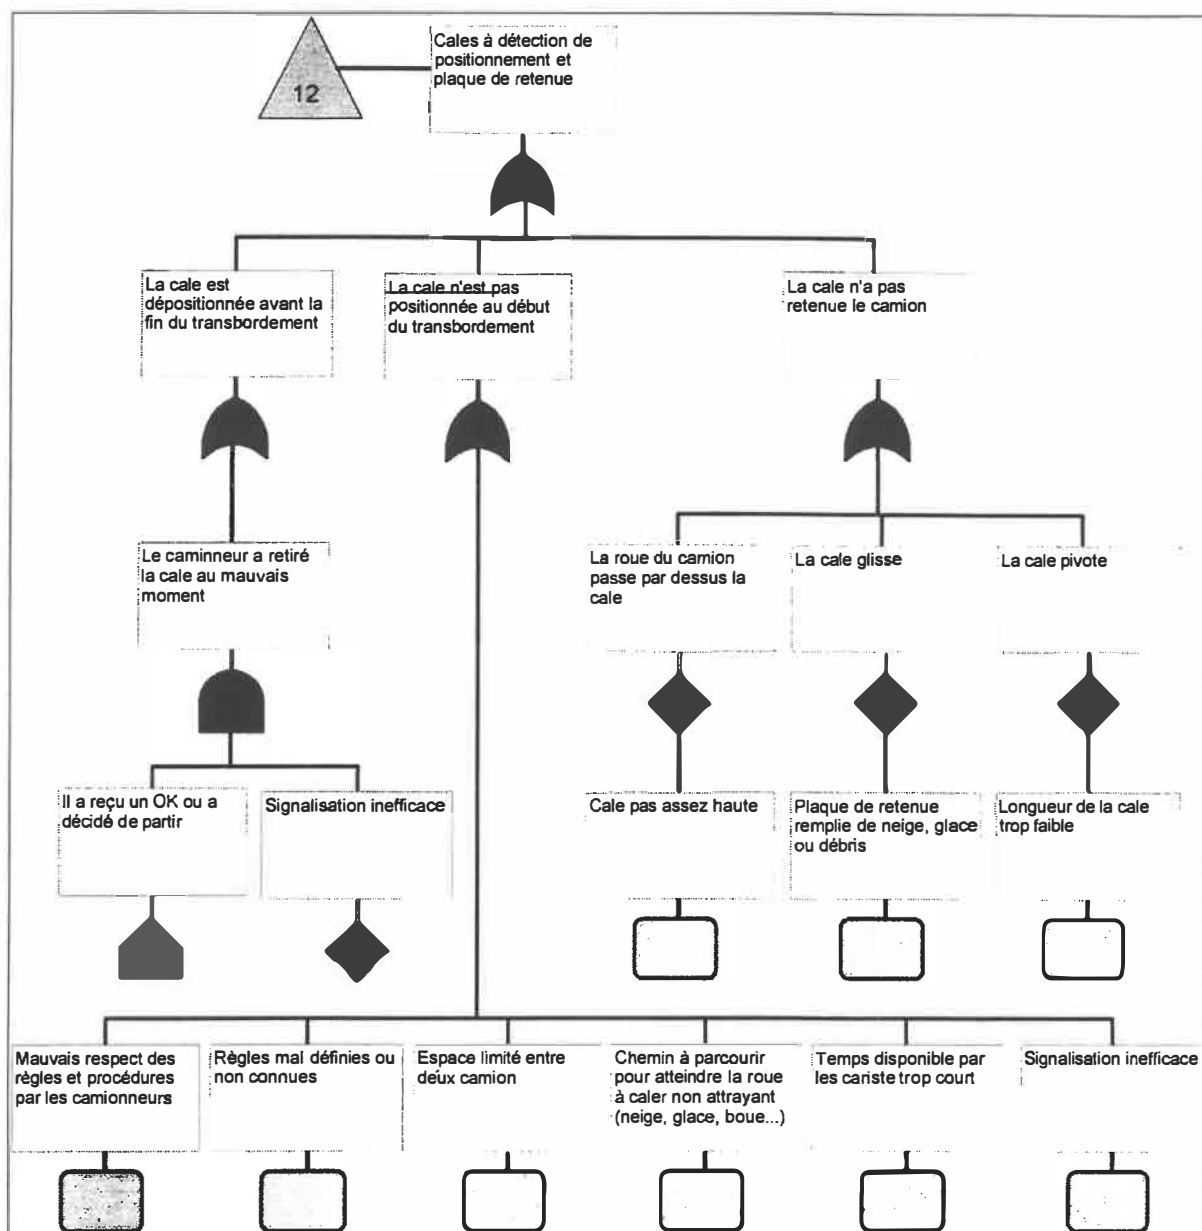 12
Cales à détection de
positionnement et
plaque de retenue
La cale est
dépositionnée avant la
fin du transbordement
La cale n'est pas
positionnée au début
du transbordement
La cale n'a pas
retenue le camion
Le caminneur a retiré
la cale au mauvais
moment
La roue du camion
passe par dessus la
cale
La cale glisse
La cale pivote
Il a reçu un OK ou a
décidé de partir
Signalisation inefficace
Cale pas assez haute
Plaque de retenue
remplie de neige, glace
ou débris
Longueur de la cale
trop faible
Mauvais respect des
règles et procédures
par les camionneurs
Règles mal définies ou
non connues
Espace limité entre
deux camion
Chemin à parcourir
pour atteindre la roue
à caler non attrayant
(neige, glace, boue...)
Temps disponible par
les cariste trop court
Signalisation inefficace